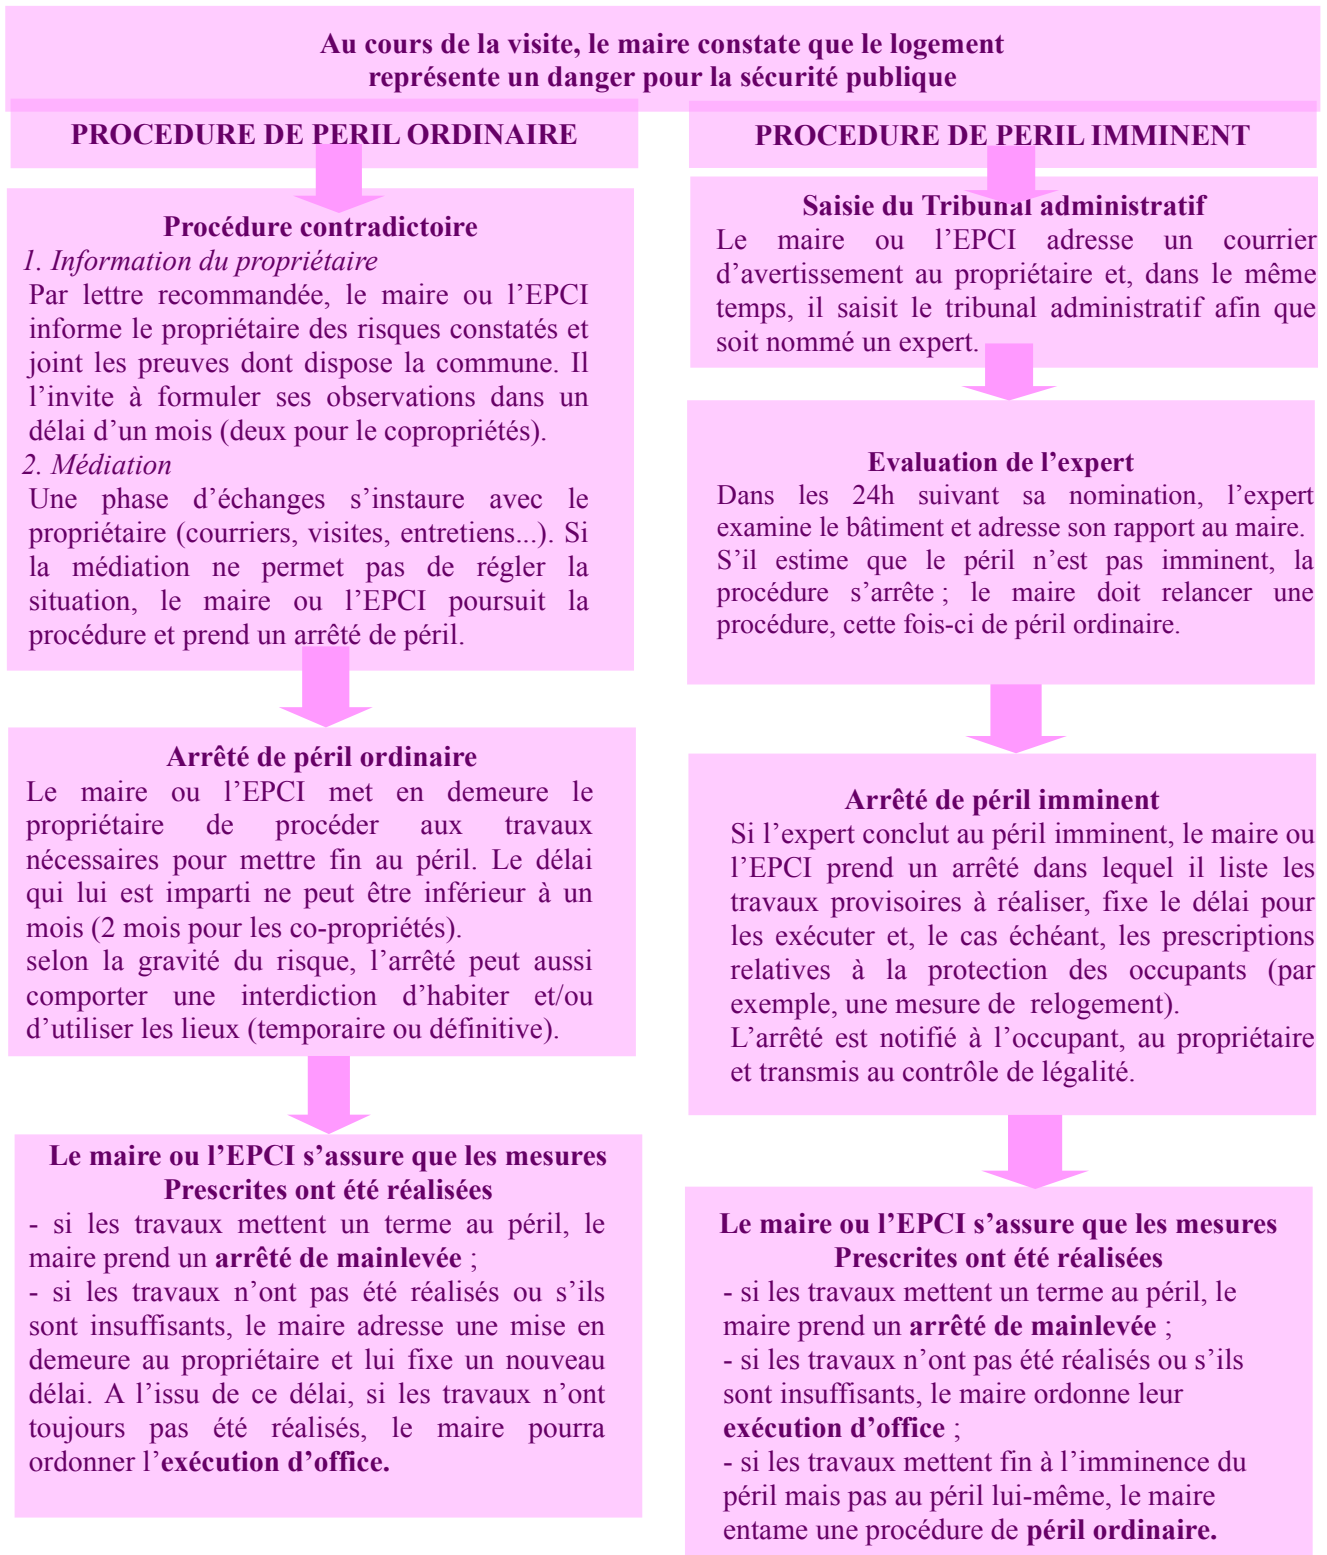 Au cours de la visite, le maire constate que le logement
représente un danger pour la sécurité publique
PROCEDURE DE PERIL ORDINAIRE
Procédure contradictoire
1. Information du propriétaire
Par lettre recommandée, le maire ou l’EPCI
informe le propriétaire des risques constatés et
joint les preuves dont dispose la commune. Il
l’invite à formuler ses observations dans un
délai d’un mois (deux pour le copropriétés).
2. Médiation
Une phase d’échanges s’instaure avec le
propriétaire (courriers, visites, entretiens...). Si
la médiation ne permet pas de régler la
situation, le maire ou l’EPCI poursuit la
procédure et prend un arrêté de péril.
Arrêté de péril ordinaire
Le maire ou l’EPCI met en demeure le
propriétaire de procéder aux travaux
nécessaires pour mettre fin au péril. Le délai
qui lui est imparti ne peut être inférieur à un
mois (2 mois pour les co-propriétés).
selon la gravité du risque, l’arrêté peut aussi
comporter une interdiction d’habiter et/ou
d’utiliser les lieux (temporaire ou définitive).
Le maire ou l’EPCI s’assure que les mesures
Prescrites ont été réalisées
- si les travaux mettent un terme au péril, le
maire prend un arrêté de mainlevée ;
- si les travaux n’ont pas été réalisés ou s’ils
sont insuffisants, le maire adresse une mise en
demeure au propriétaire et lui fixe un nouveau
délai. A l’issu de ce délai, si les travaux n’ont
toujours pas été réalisés, le maire pourra
ordonner l’exécution d’office.
PROCEDURE DE PERIL IMMINENT
Saisie du Tribunal administratif
Le maire ou l’EPCI adresse un courrier
d’avertissement au propriétaire et, dans le même
temps, il saisit le tribunal administratif afin que
soit nommé un expert.
Evaluation de l’expert
Dans les 24h suivant sa nomination, l’expert
examine le bâtiment et adresse son rapport au maire.
S’il estime que le péril n’est pas imminent, la
procédure s’arrête ; le maire doit relancer une
procédure, cette fois-ci de péril ordinaire.
Arrêté de péril imminent
Si l’expert conclut au péril imminent, le maire ou
l’EPCI prend un arrêté dans lequel il liste les
travaux provisoires à réaliser, fixe le délai pour
les exécuter et, le cas échéant, les prescriptions
relatives à la protection des occupants (par
exemple, une mesure de relogement).
L’arrêté est notifié à l’occupant, au propriétaire
et transmis au contrôle de légalité.
Le maire ou l’EPCI s’assure que les mesures
Prescrites ont été réalisées
- si les travaux mettent un terme au péril, le
maire prend un arrêté de mainlevée ;
- si les travaux n’ont pas été réalisés ou s’ils
sont insuffisants, le maire ordonne leur
exécution d’office ;
- si les travaux mettent fin à l’imminence du
péril mais pas au péril lui-même, le maire
entame une procédure de péril ordinaire.